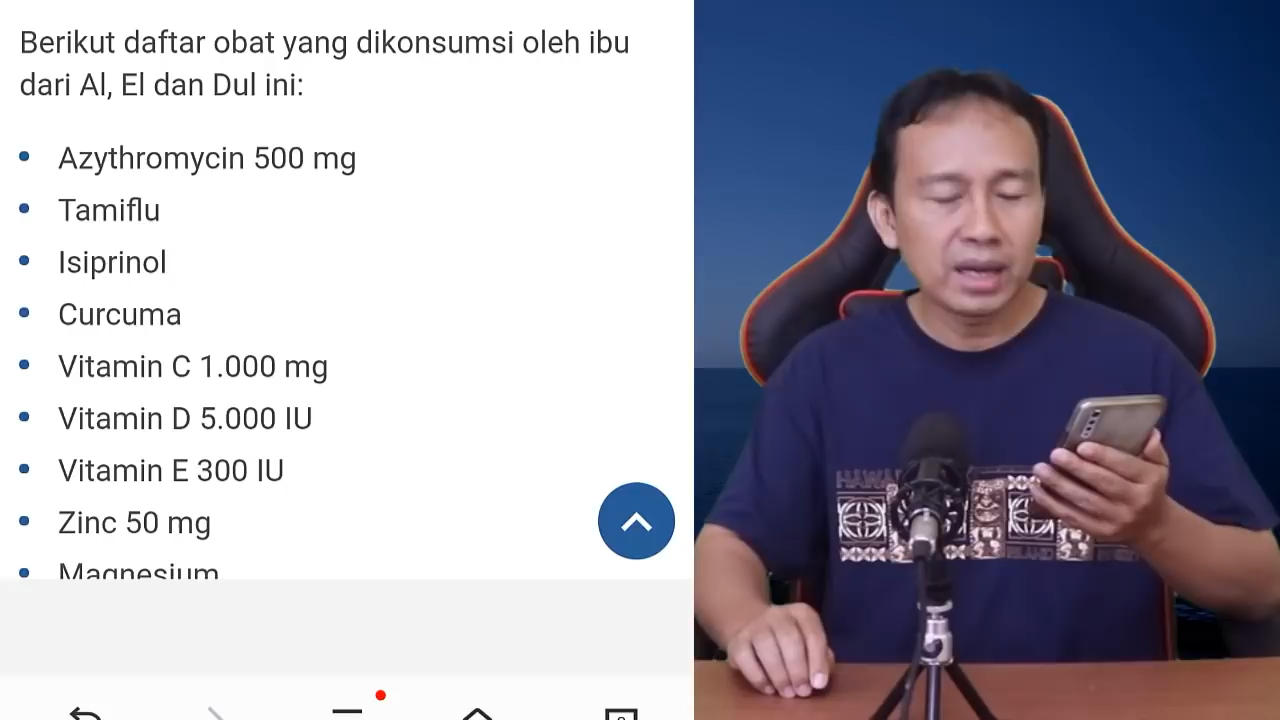 Berikut daftar obat yang dikonsumsi oleh ibu
dari Al, El dan Dul ini:
Azythromycin 500 mg
Tamiflu
Isiprinol
Curcuma
Vitamin C 1.000 mg
Vitamin D 5.000 IU
Vitamin E 300 IU
Zinc 50 mg
Magnesium